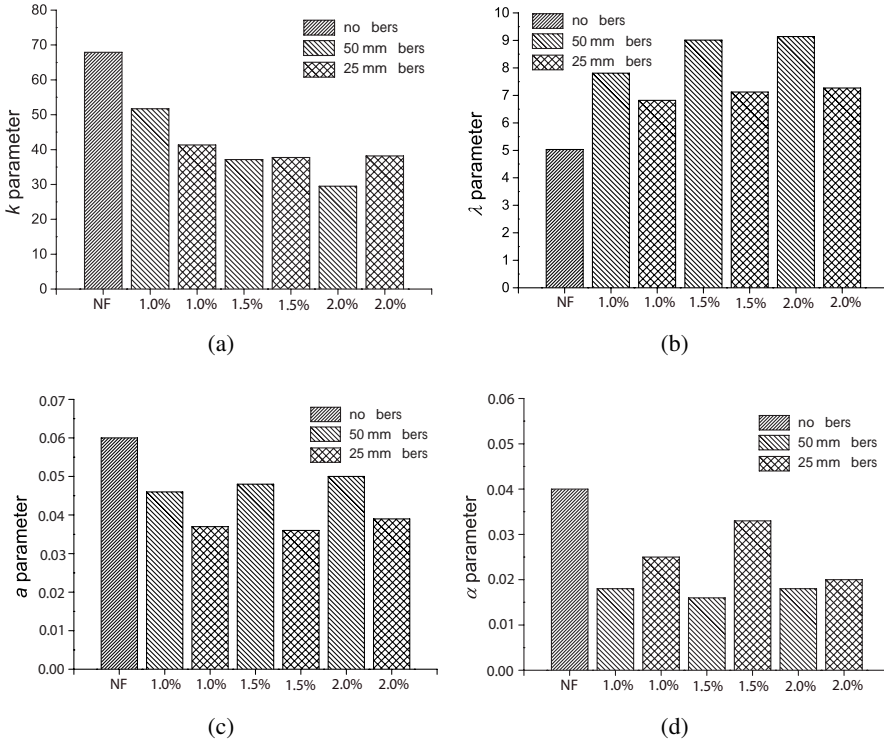 80
70
60
50
40
30
20
10
0
k parameter
no bers
50 mm bers
25 mm bers
NF 1.0% 1.0% 1.5% 1.5% 2.0% 2.0%
(a)
10
9
8
7
6
5
4
3
2
1
0
λ parameter
no bers
50 mm bers
25 mm bers
NF 1.0% 1.0% 1.5% 1.5% 2.0% 2.0%
(b)
0.07
0.06
0.05
0.04
0.03
0.02
0.01
0.00
a parameter
no bers
50 mm bers
25 mm bers
NF 1.0% 1.0% 1.5% 1.5% 2.0% 2.0%
(c)
0.06
0.05
0.04
0.03
0.02
0.01
0.00
α parameter
no bers
50 mm bers
25 mm bers
NF 1.0% 1.0% 1.5% 1.5% 2.0% 2.0%
(d)